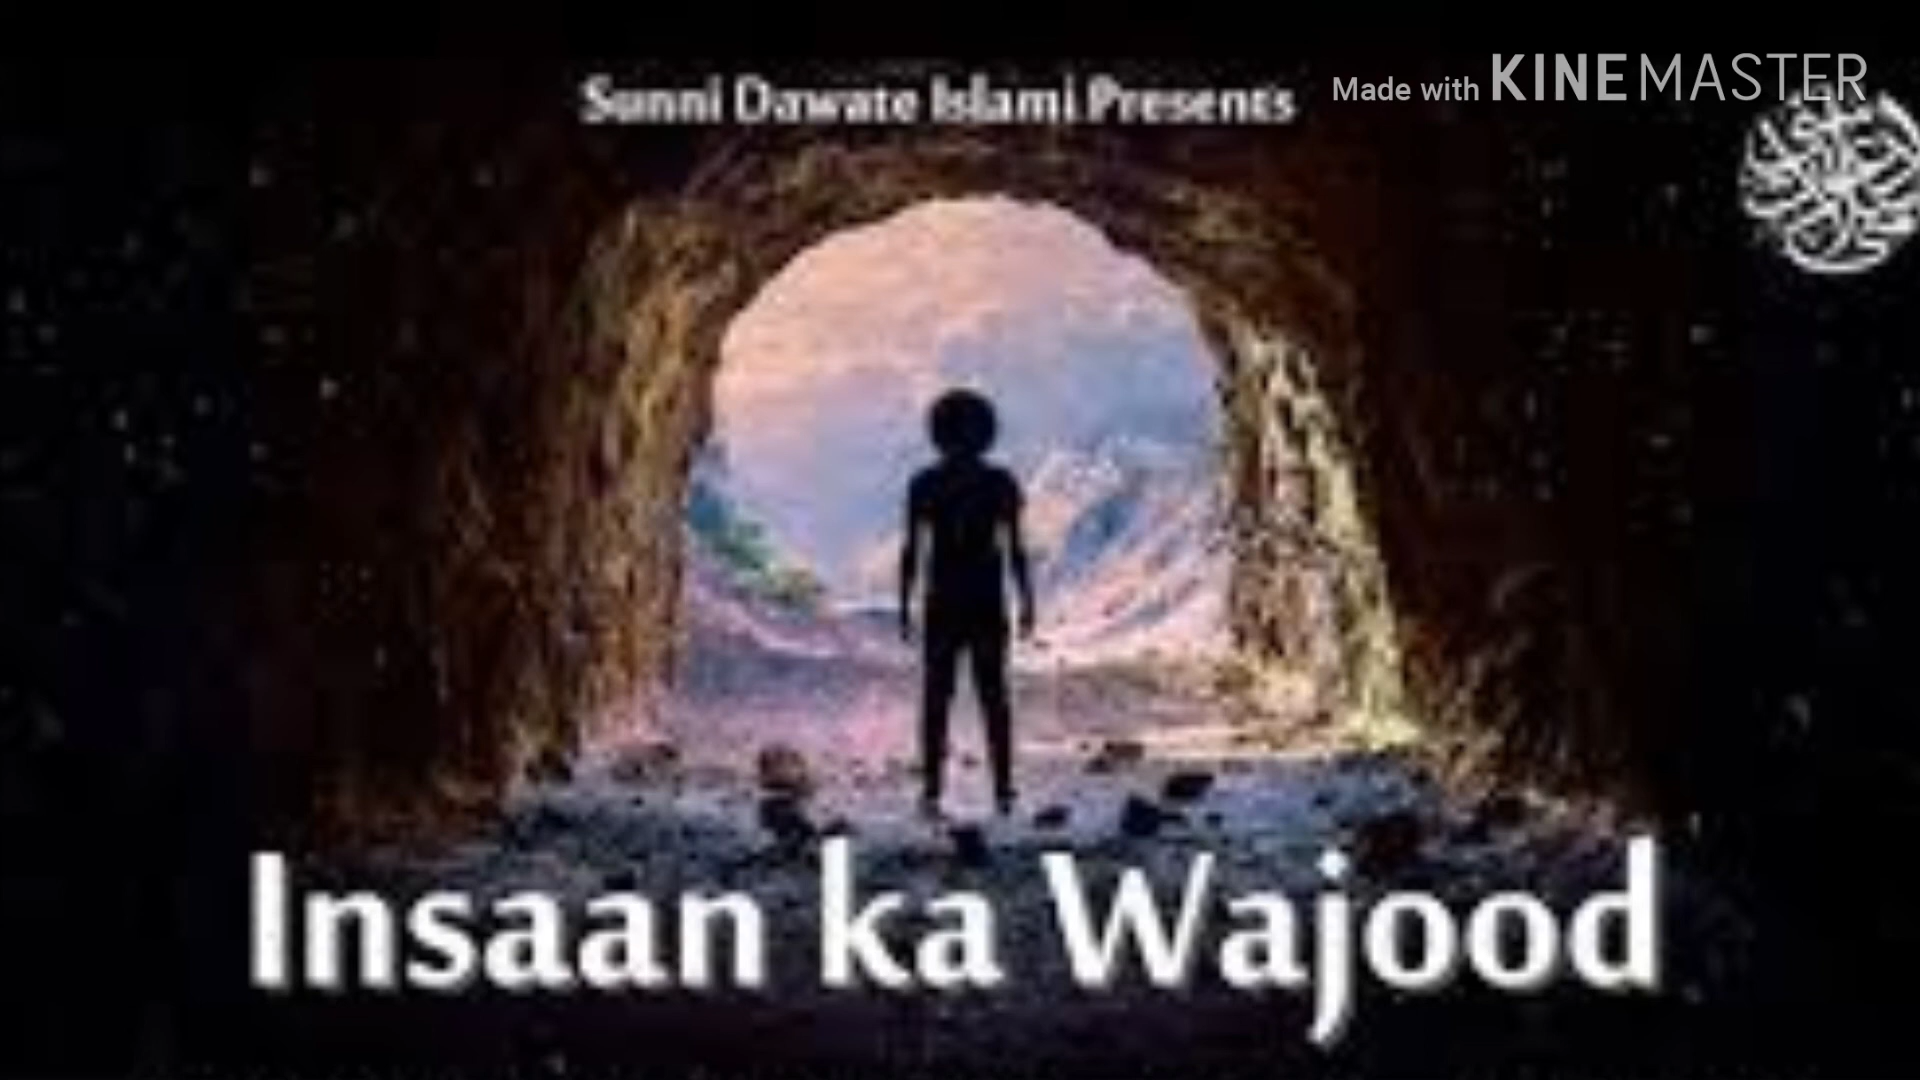 Sunni Dawate Islami Presents
Made with KINEMASTER
Insaan ka Wajood